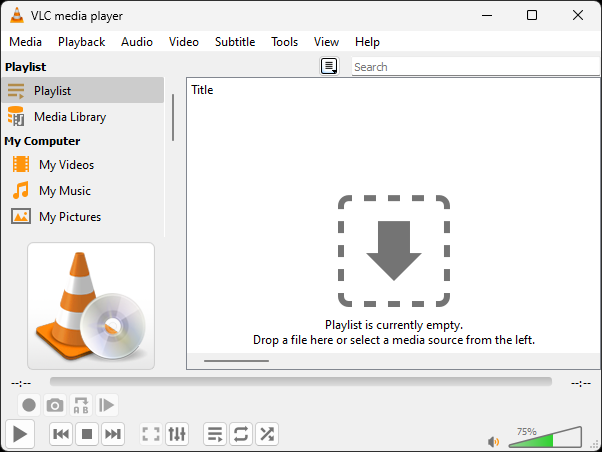 VLC media player
Media Playback Audio Video Subtitle Tools View Help
Playlist
Search
Playlist
Media Library
My Computer
My Videos
My Music
My Pictures
Title
Playlist is currently empty.
Drop a file here or select a media source from the left.
--:--
--:--
A B
75%